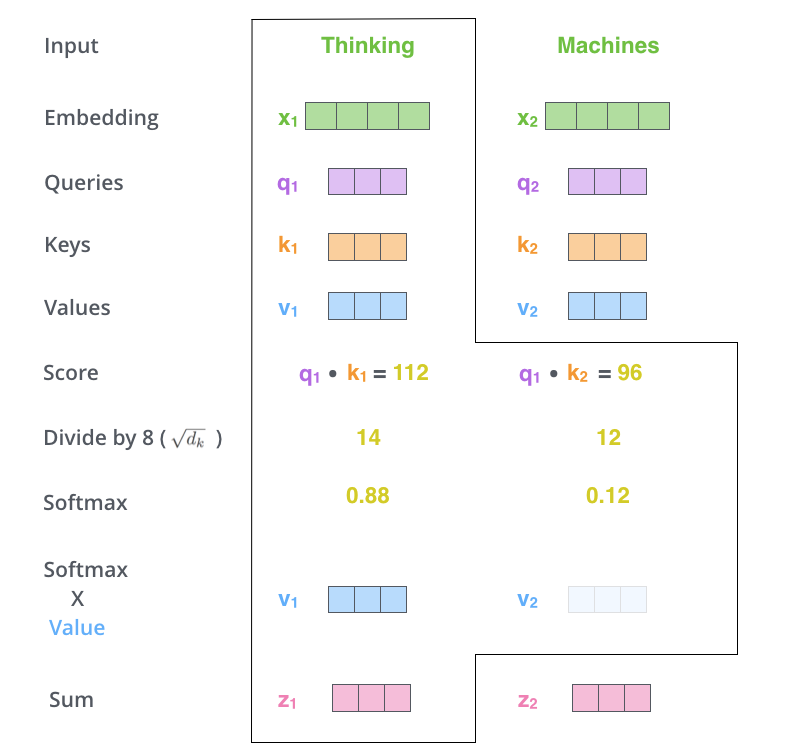 Input Thinking Machines
Embedding x₁ x₂
Queries q₁ q₂
Keys k₁ k₂
Values v₁ v₂
Score q₁ • k₁ = 112 q₁ • k₂ = 96
Divide by 8 ( √dₖ ) 14 12
Softmax 0.88 0.12
Softmax
X v₁ v₂
Value
Sum z₁ z₂